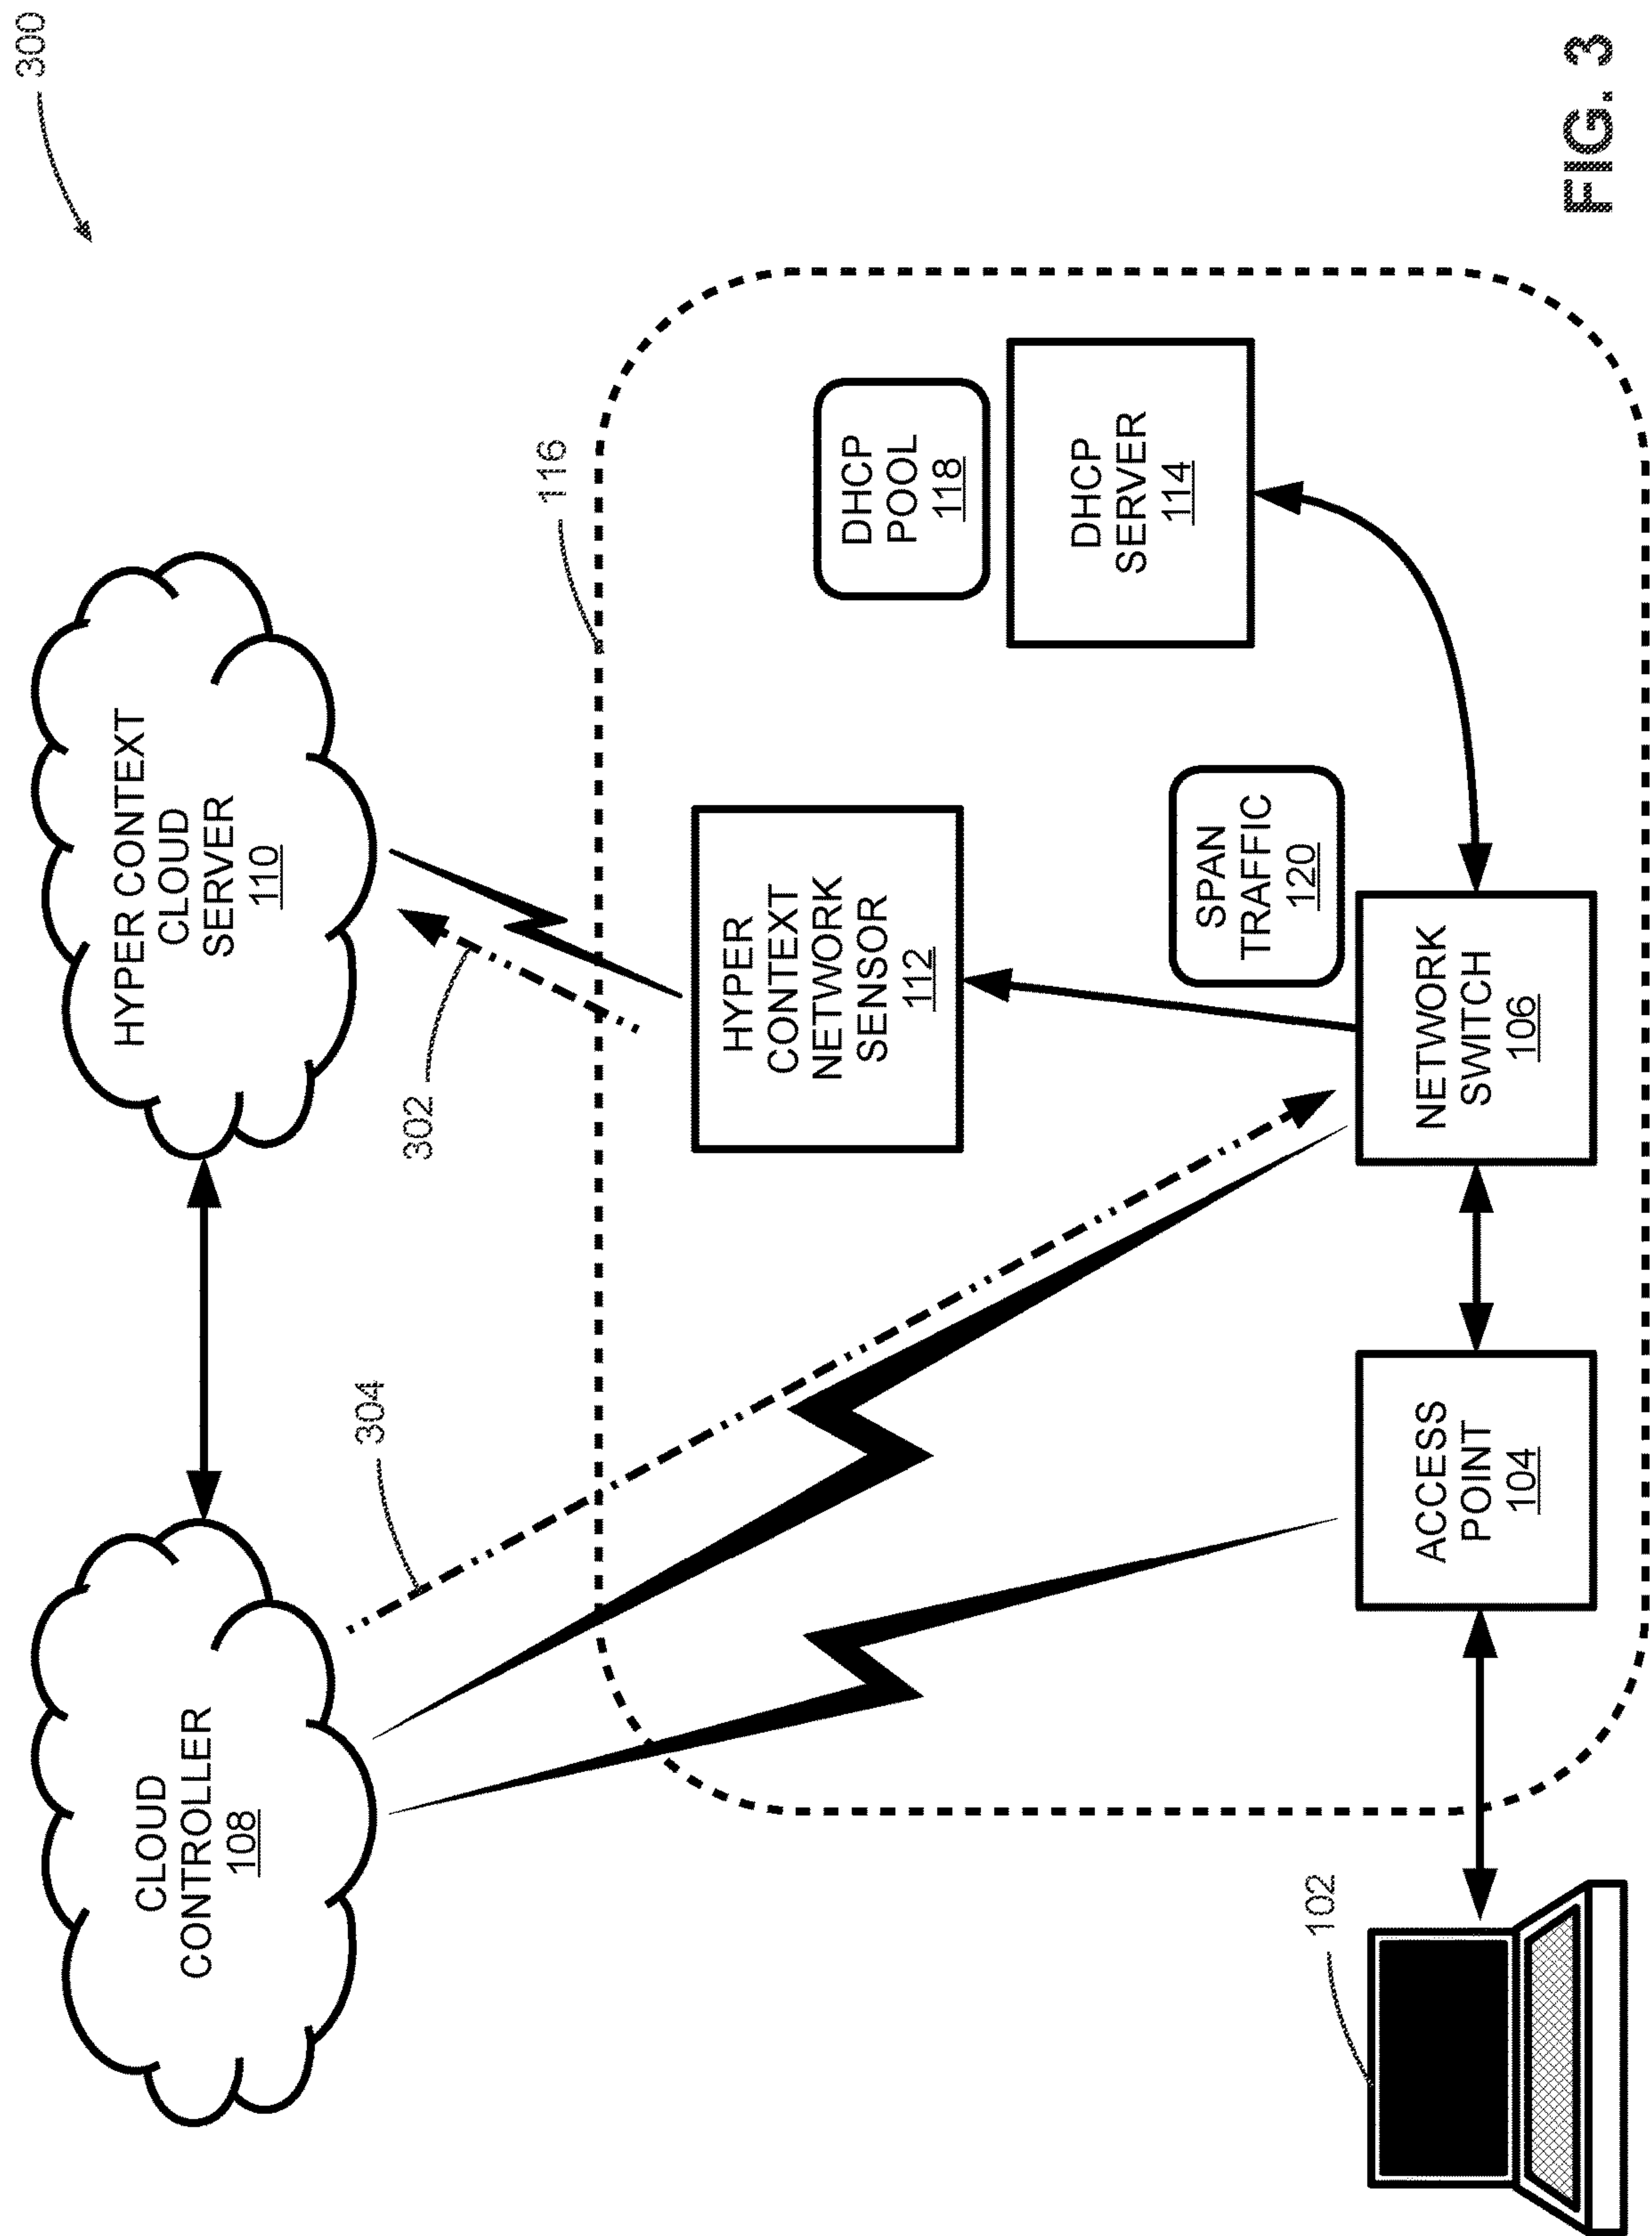 300
HYPER CONTEXT
CLOUD
SERVER
110
CLOUD
CONTROLLER
108
304
302
116
HYPER
CONTEXT
NETWORK
SENSOR
112
DHCP
POOL
118
DHCP
SERVER
114
SPAN
TRAFFIC
120
102
ACCESS
POINT
104
NETWORK
SWITCH
106
FIG. 3